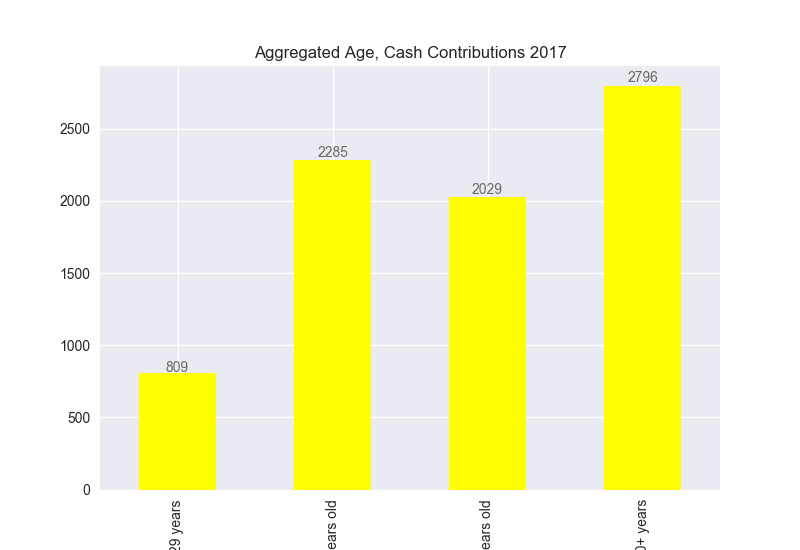 Aggregated Age, Cash Contributions 2017
2796
2500
2285
2029
2000
1500
1000
809
500
0
29 years
ears old
ears old
0+ years